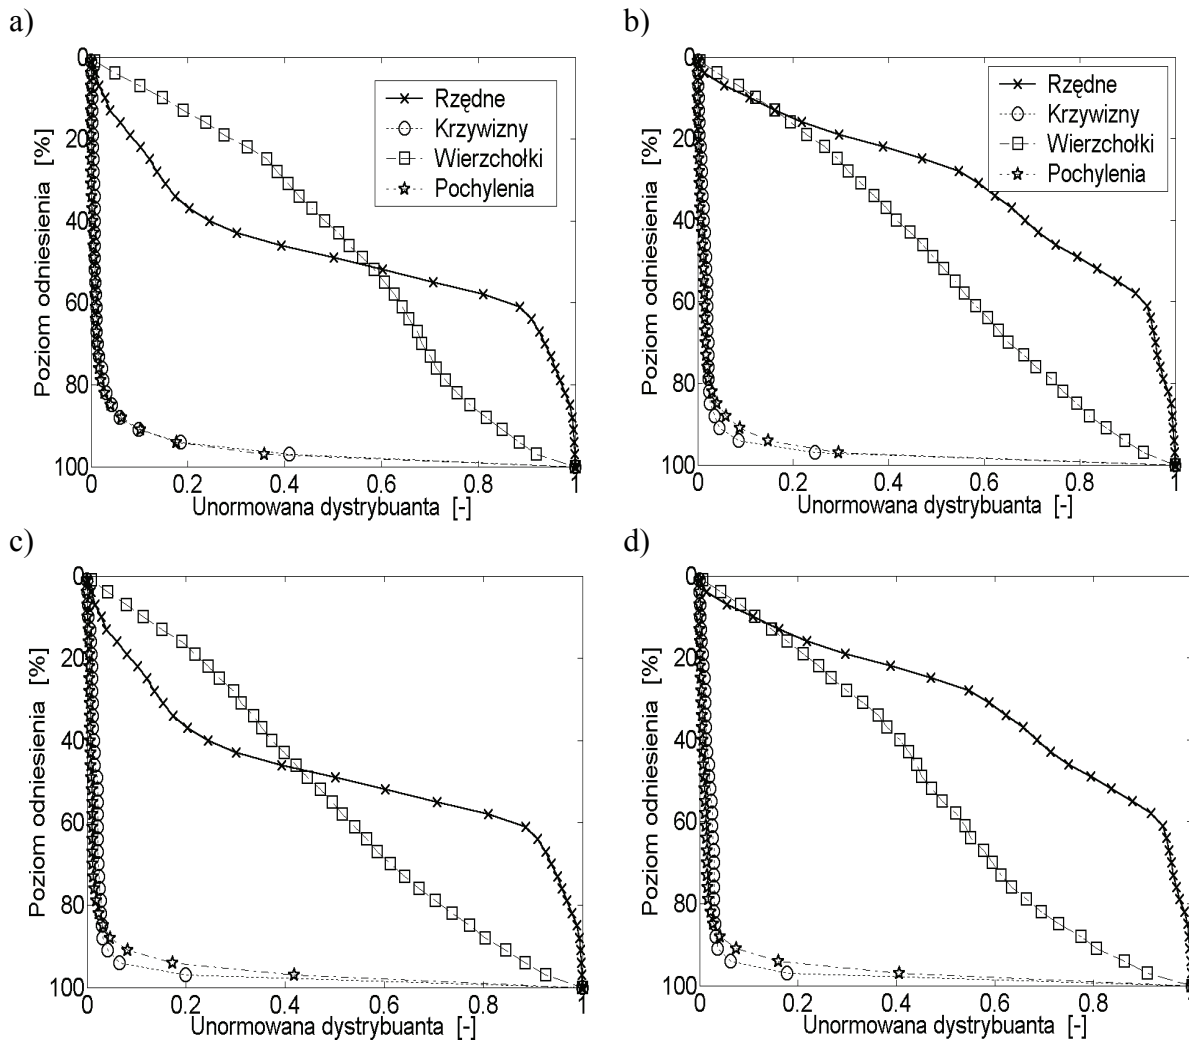 a)
0
20
40
60
80
100
0
0.2
0.4
0.6
0.8
1
Poziom odniesienia [%]
Unormowana dystrybuanta [-]
Rzędne
Krzywizny
Wierzchołki
Pochylenia
b)
0
20
40
60
80
100
0
0.2
0.4
0.6
0.8
1
Poziom odniesienia [%]
Unormowana dystrybuanta [-]
Rzędne
Krzywizny
Wierzchołki
Pochylenia
c)
0
20
40
60
80
100
0
0.2
0.4
0.6
0.8
1
Poziom odniesienia [%]
Unormowana dystrybuanta [-]
d)
0
20
40
60
80
100
0
0.2
0.4
0.6
0.8
1
Poziom odniesienia [%]
Unormowana dystrybuanta [-]